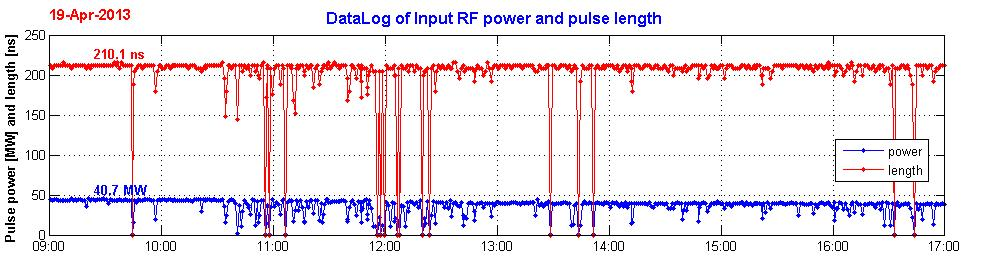 19-Apr-2013
DataLog of Input RF power and pulse length
Pulse power [MW] and length [ns]
250
200
150
100
50
0
210.1 ns
40.7 MW
power
length
09:00 10:00 11:00 12:00 13:00 14:00 15:00 16:00 17:00